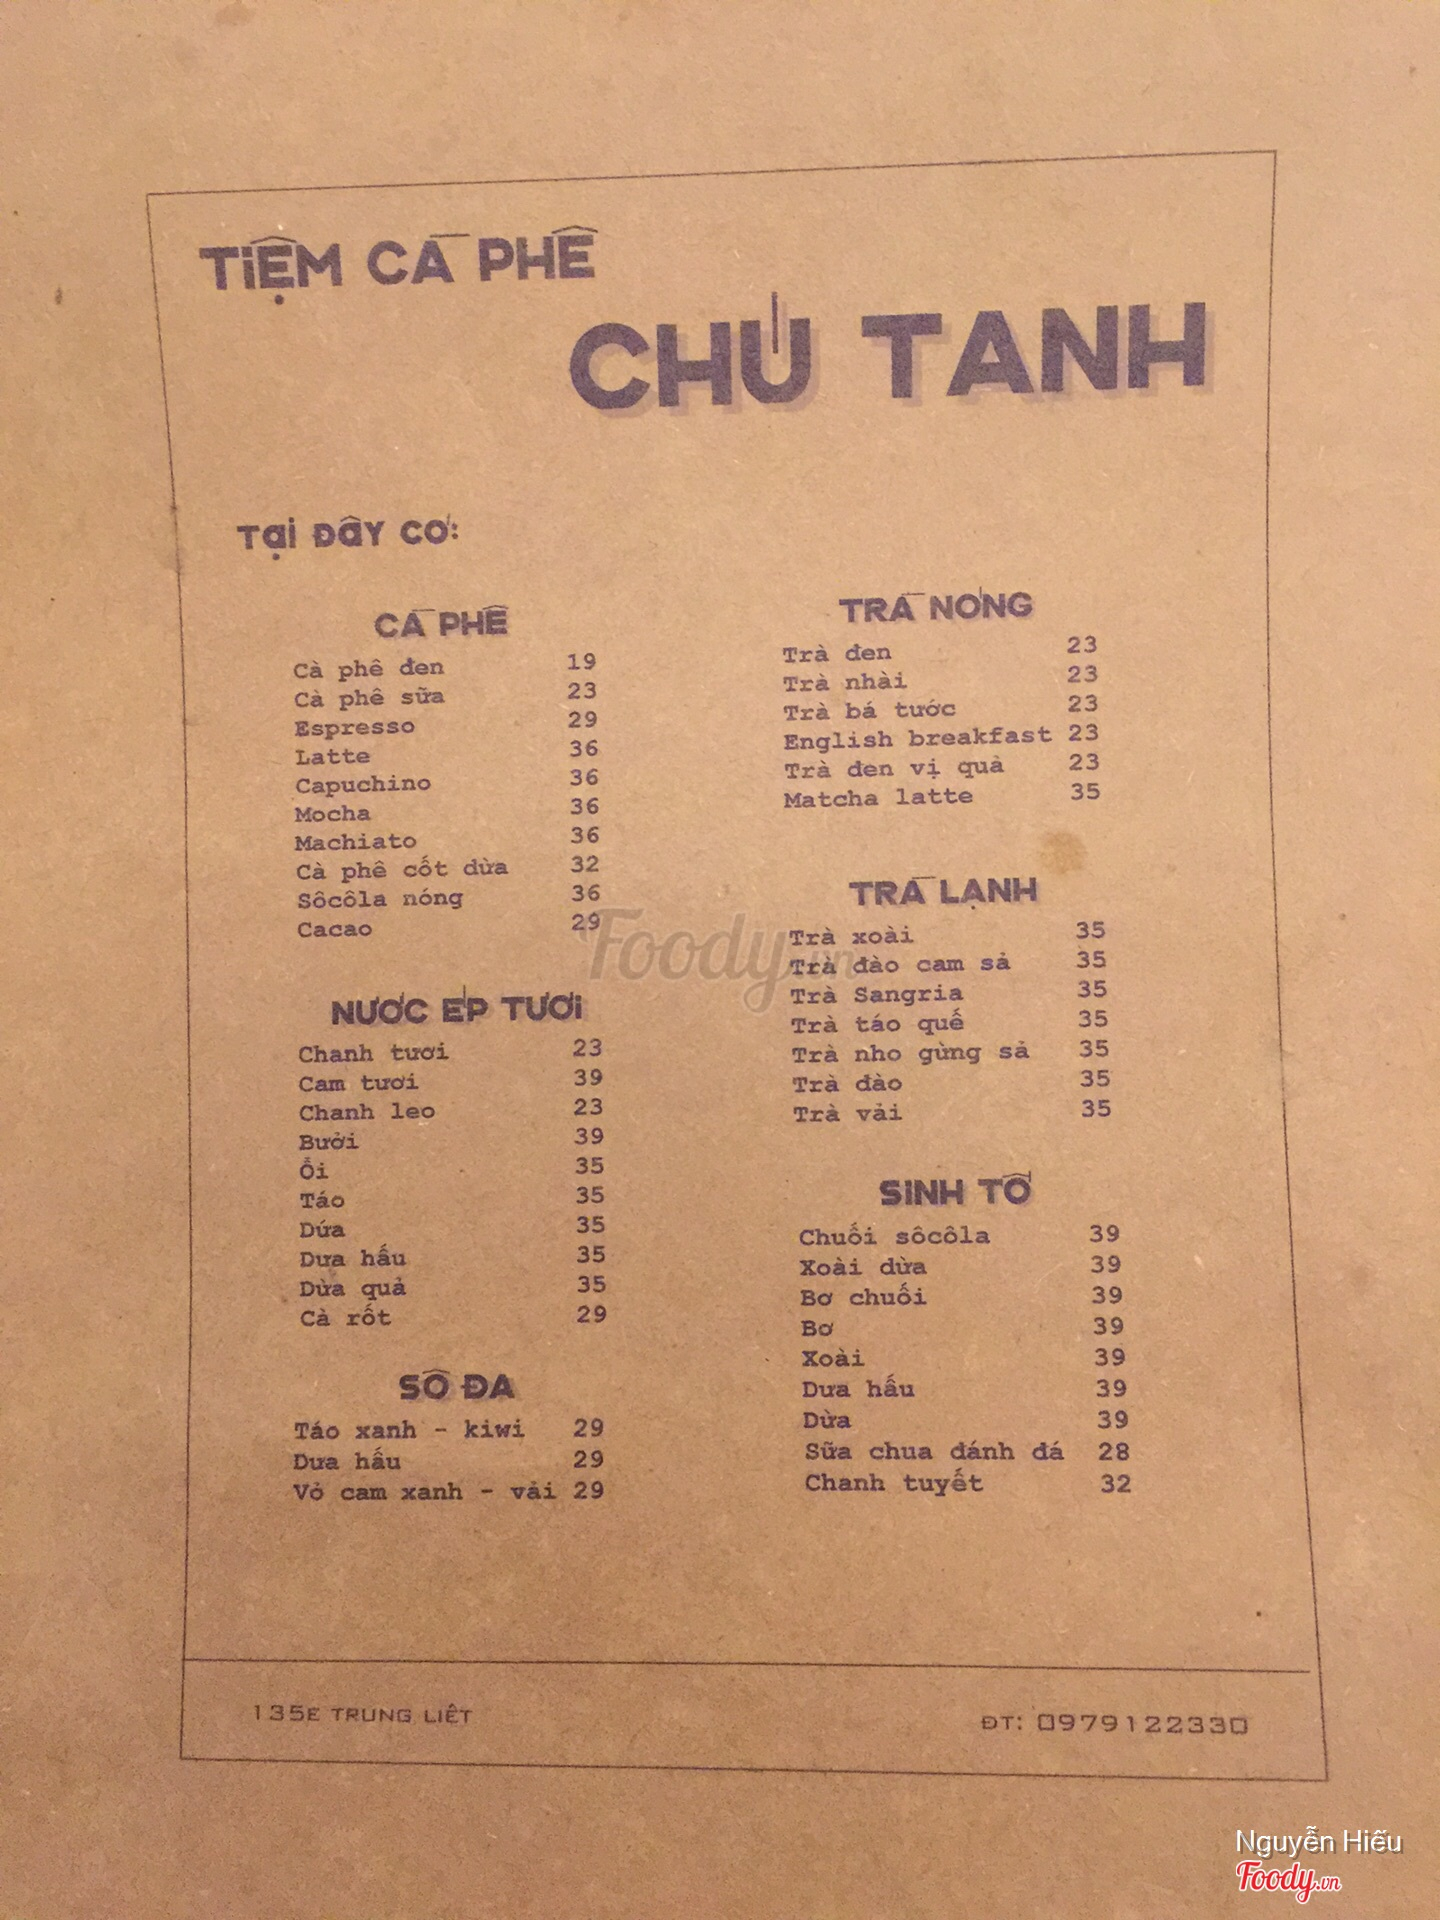 TIỆM CÀ PHÊ
CHÚ TANH
TẠI ĐÂY CÓ:
CÀ PHÊ
Cà phê đen 19
Cà phê sữa 23
Espresso 29
Latte 36
Capuchino 36
Mocha 36
Machiato 36
Cà phê cốt dừa 32
Sôcôla nóng 36
Cacao 29
NƯỚC ÉP TƯƠI
Chanh tươi 23
Cam tươi 39
Chanh leo 23
Bưởi 39
Ổi 35
Táo 35
Dứa 35
Dưa hấu 35
Dừa quả 35
Cà rốt 29
SÔ ĐA
Táo xanh - kiwi 29
Dưa hấu 29
Vỏ cam xanh - vải 29
TRÀ NÓNG
Trà đen 23
Trà nhài 23
Trà bá tước 23
English breakfast 23
Trà đen vị quả 23
Matcha latte 35
TRÀ LẠNH
Trà xoài 35
Trà đào cam sả 35
Trà Sangria 35
Trà táo quế 35
Trà nho gừng sả 35
Trà đào 35
Trà vải 35
SINH TỐ
Chuối sôcôla 39
Xoài dừa 39
Bơ chuối 39
Bơ 39
Xoài 39
Dưa hấu 39
Dừa 39
Sữa chua đánh đá 28
Chanh tuyết 32
Foody.vn
135E TRUNG LIỆT
ĐT: 0979122330
Nguyễn Hiếu
Foody.vn